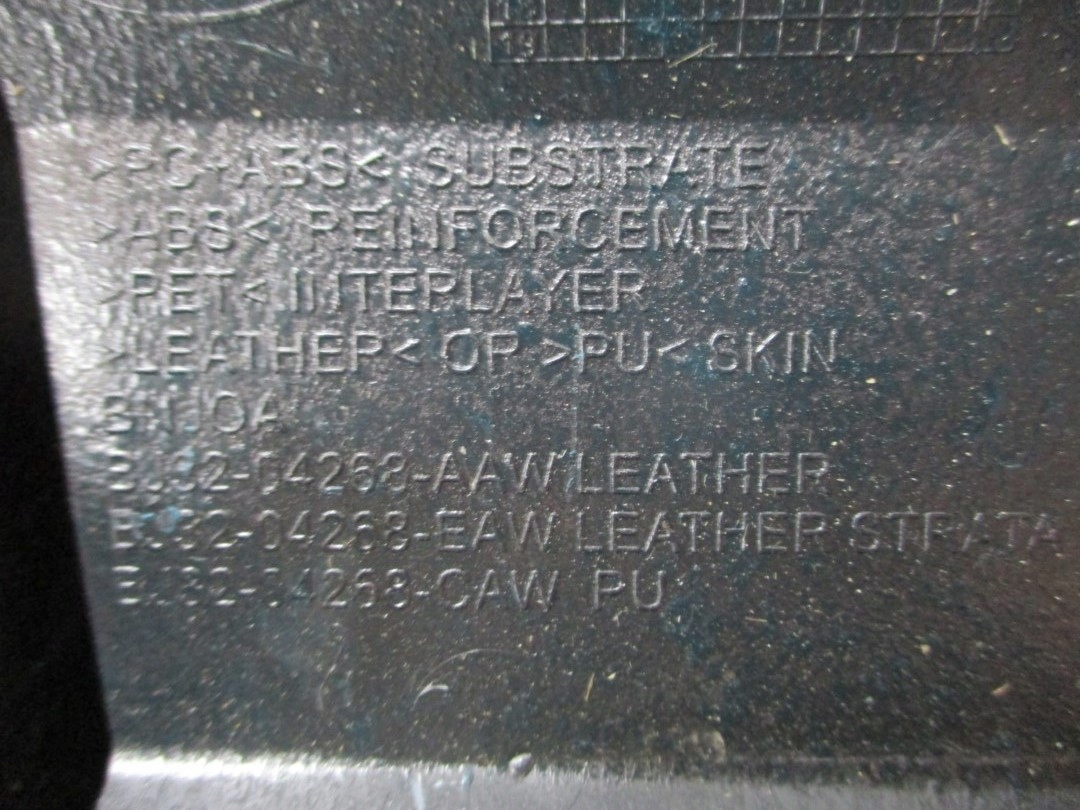 19
>PC+ABS< SUBSTRATE
>ABS< REINFORCEMENT
>PET< INTERLAYER
>LEATHER< OR >PU< SKIN
BJ32-04268-AAW LEATHER
BJ32-04268-EAW LEATHER STRATA
BJ32-04268-CAW PU